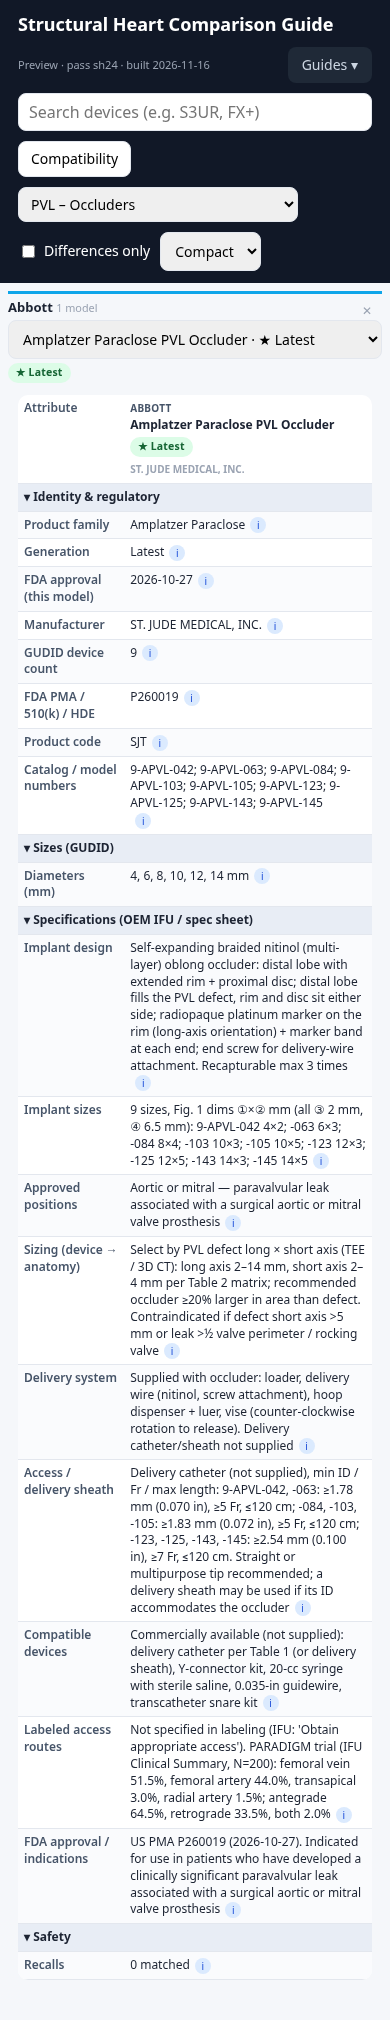 Structural Heart Comparison Guide
Preview · pass sh24 · built 2026-11-16
Guides ▾
Search devices (e.g. S3UR, FX+)
Compatibility
PVL – Occluders
Differences only
Compact
Abbott 1 model
×
Amplatzer Paraclose PVL Occluder · ★ Latest
★ Latest
Attribute
ABBOTT
Amplatzer Paraclose PVL Occluder
★ Latest
ST. JUDE MEDICAL, INC.
▾ Identity & regulatory
Product family
Amplatzer Paraclose i
Generation
Latest i
FDA approval
(this model)
2026-10-27 i
Manufacturer
ST. JUDE MEDICAL, INC. i
GUDID device
count
9 i
FDA PMA /
510(k) / HDE
P260019 i
Product code
SJT i
Catalog / model
numbers
9-APVL-042; 9-APVL-063; 9-APVL-084; 9-
APVL-103; 9-APVL-105; 9-APVL-123; 9-
APVL-125; 9-APVL-143; 9-APVL-145
i
▾ Sizes (GUDID)
Diameters
(mm)
4, 6, 8, 10, 12, 14 mm i
▾ Specifications (OEM IFU / spec sheet)
Implant design
Self-expanding braided nitinol (multi-
layer) oblong occluder: distal lobe with
extended rim + proximal disc; distal lobe
fills the PVL defect, rim and disc sit either
side; radiopaque platinum marker on the
rim (long-axis orientation) + marker band
at each end; end screw for delivery-wire
attachment. Recapturable max 3 times
i
Implant sizes
9 sizes, Fig. 1 dims ①×② mm (all ③ 2 mm,
④ 6.5 mm): 9-APVL-042 4×2; -063 6×3;
-084 8×4; -103 10×3; -105 10×5; -123 12×3;
-125 12×5; -143 14×3; -145 14×5 i
Approved
positions
Aortic or mitral — paravalvular leak
associated with a surgical aortic or mitral
valve prosthesis i
Sizing (device →
anatomy)
Select by PVL defect long × short axis (TEE
/ 3D CT): long axis 2–14 mm, short axis 2–
4 mm per Table 2 matrix; recommended
occluder ≥20% larger in area than defect.
Contraindicated if defect short axis >5
mm or leak >½ valve perimeter / rocking
valve i
Delivery system
Supplied with occluder: loader, delivery
wire (nitinol, screw attachment), hoop
dispenser + luer, vise (counter-clockwise
rotation to release). Delivery
catheter/sheath not supplied i
Access /
delivery sheath
Delivery catheter (not supplied), min ID /
Fr / max length: 9-APVL-042, -063: ≥1.78
mm (0.070 in), ≥5 Fr, ≤120 cm; -084, -103,
-105: ≥1.83 mm (0.072 in), ≥5 Fr, ≤120 cm;
-123, -125, -143, -145: ≥2.54 mm (0.100
in), ≥7 Fr, ≤120 cm. Straight or
multipurpose tip recommended; a
delivery sheath may be used if its ID
accommodates the occluder i
Compatible
devices
Commercially available (not supplied):
delivery catheter per Table 1 (or delivery
sheath), Y-connector kit, 20-cc syringe
with sterile saline, 0.035-in guidewire,
transcatheter snare kit i
Labeled access
routes
Not specified in labeling (IFU: 'Obtain
appropriate access'). PARADIGM trial (IFU
Clinical Summary, N=200): femoral vein
51.5%, femoral artery 44.0%, transapical
3.0%, radial artery 1.5%; antegrade
64.5%, retrograde 33.5%, both 2.0% i
FDA approval /
indications
US PMA P260019 (2026-10-27). Indicated
for use in patients who have developed a
clinically significant paravalvular leak
associated with a surgical aortic or mitral
valve prosthesis i
▾ Safety
Recalls
0 matched i